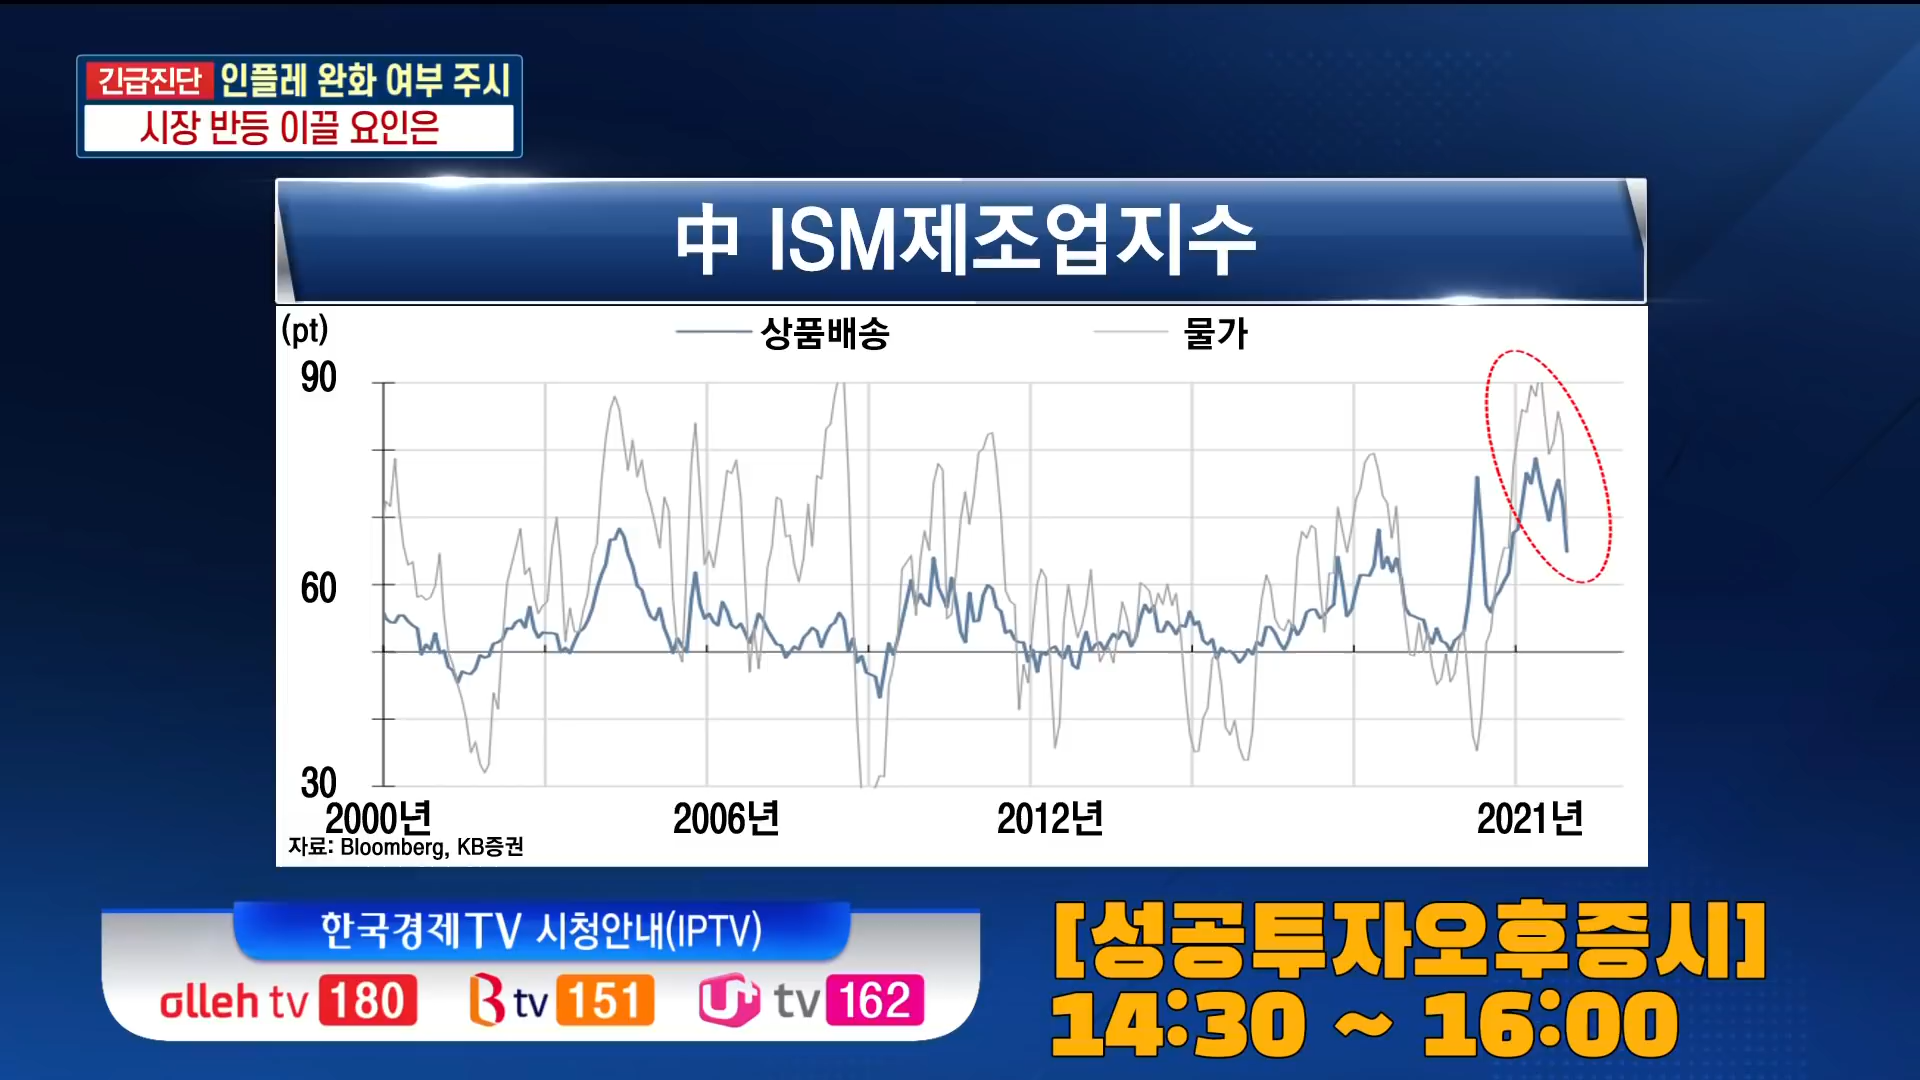 긴급진단 인플레 완화 여부 주시
시장 반등 이끌 요인은
中 ISM제조업지수
(pt)
상품배송
물가
90
60
30
2000년
2006년
2012년
2021년
자료: Bloomberg, KB증권
한국경제TV 시청안내(IPTV)
olleh tv 180
B tv 151
U+ tv 162
[성공투자오후증시]
14:30 ~ 16:00